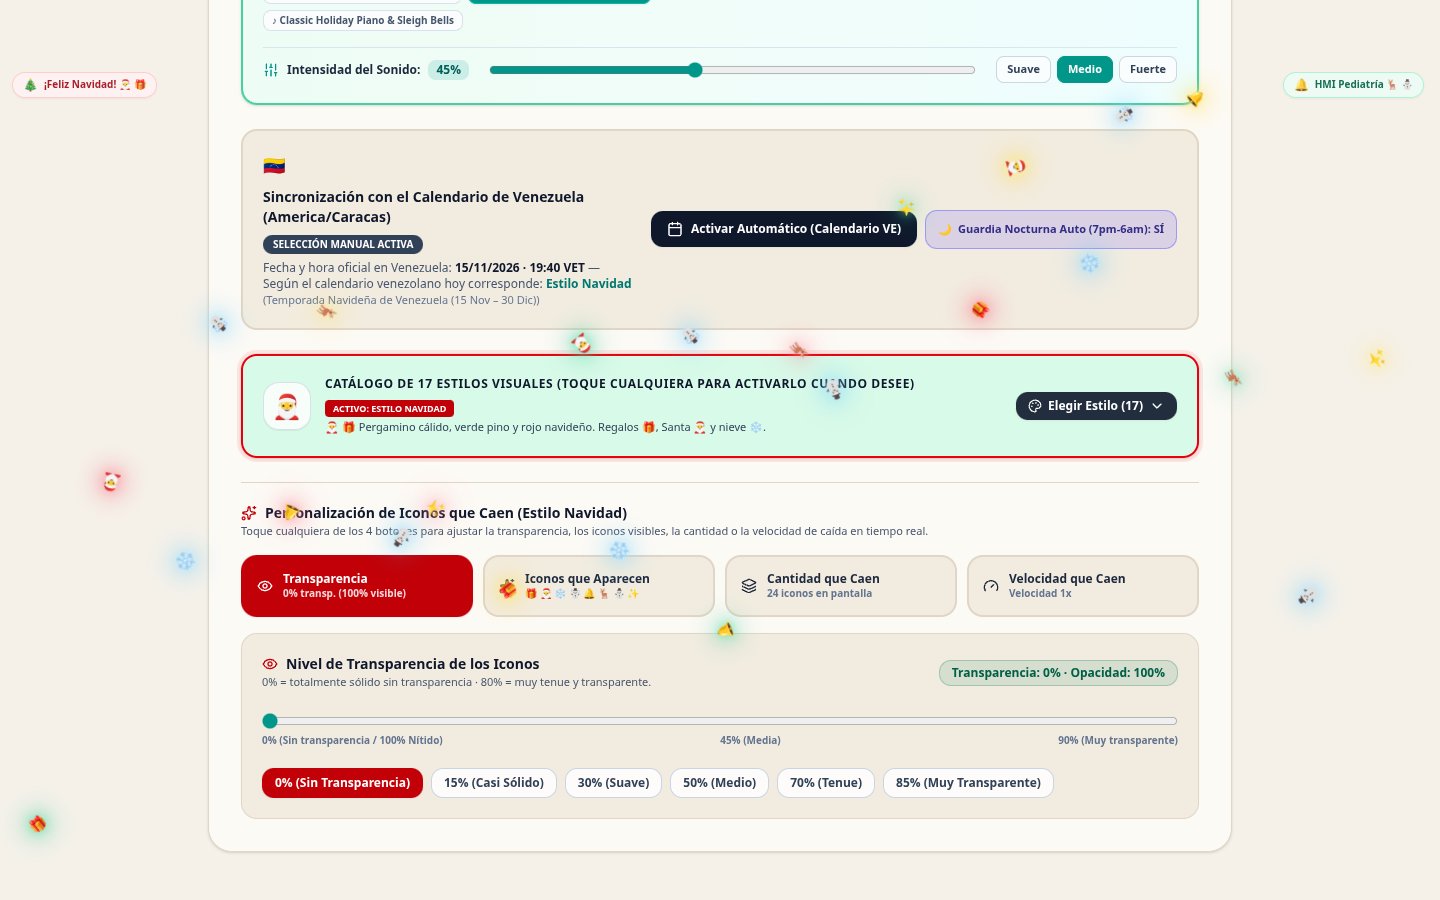 ♪ Classic Holiday Piano & Sleigh Bells
Intensidad del Sonido: 45%
Suave
Medio
Fuerte
🎄 ¡Feliz Navidad! 🎅 🎁
🔔 HMI Pediatría 🦌 ☃️
🇻🇪
Sincronización con el Calendario de Venezuela
(America/Caracas)
SELECCIÓN MANUAL ACTIVA
Fecha y hora oficial en Venezuela: 15/11/2026 · 19:40 VET —
Según el calendario venezolano hoy corresponde: Estilo Navidad
(Temporada Navideña de Venezuela (15 Nov – 30 Dic))
Activar Automático (Calendario VE)
🌙 Guardia Nocturna Auto (7pm-6am): SÍ
CATÁLOGO DE 17 ESTILOS VISUALES (TOQUE CUALQUIERA PARA ACTIVARLO CUANDO DESEE)
ACTIVO: ESTILO NAVIDAD
🎅 🎁 Pergamino cálido, verde pino y rojo navideño. Regalos 🎁, Santa 🎅 y nieve ❄️.
Elegir Estilo (17)
Personalización de Iconos que Caen (Estilo Navidad)
Toque cualquiera de los 4 botones para ajustar la transparencia, los iconos visibles, la cantidad o la velocidad de caída en tiempo real.
Transparencia
0% transp. (100% visible)
Iconos que Aparecen
🎁 🎅 ❄️ ☃️ 🔔 🦌 ☃️ ✨
Cantidad que Caen
24 iconos en pantalla
Velocidad que Caen
Velocidad 1x
Nivel de Transparencia de los Iconos
0% = totalmente sólido sin transparencia · 80% = muy tenue y transparente.
Transparencia: 0% · Opacidad: 100%
0% (Sin transparencia / 100% Nítido)
45% (Media)
90% (Muy transparente)
0% (Sin Transparencia)
15% (Casi Sólido)
30% (Suave)
50% (Medio)
70% (Tenue)
85% (Muy Transparente)